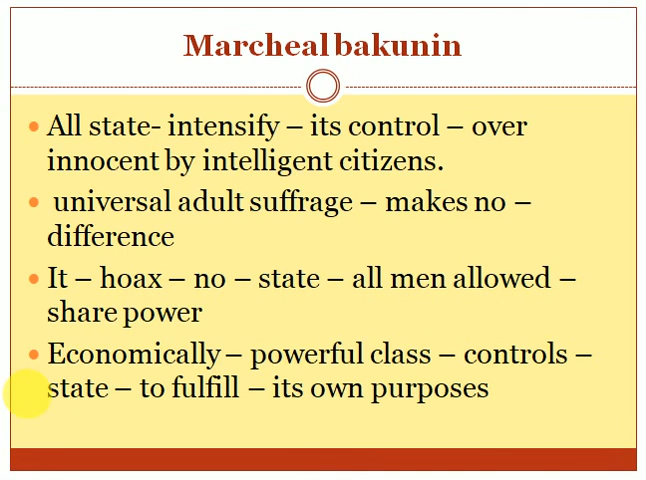 Marcheal bakunin
All state- intensify – its control – over
innocent by intelligent citizens.
universal adult suffrage – makes no –
difference
It – hoax – no – state – all men allowed –
share power
Economically – powerful class – controls –
state – to fulfill – its own purposes